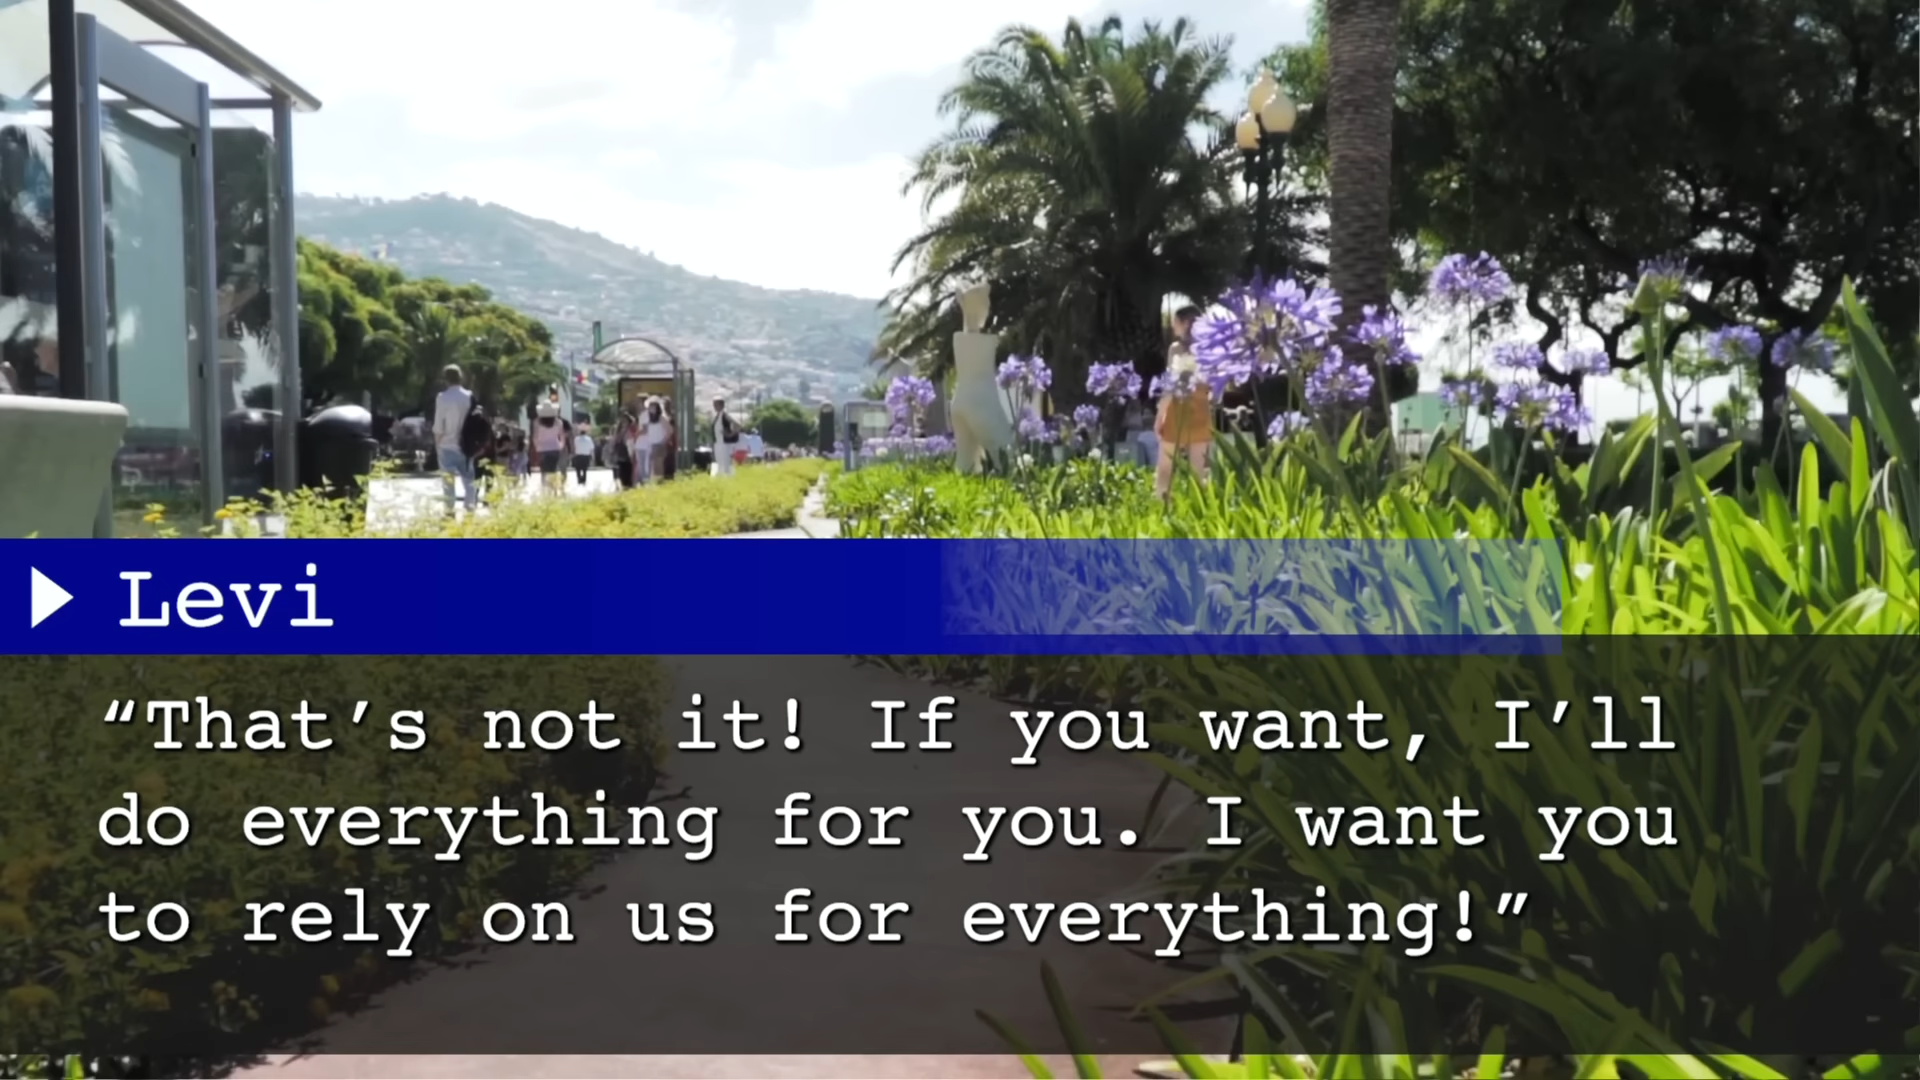 Levi
“That’s not it! If you want, I’ll
do everything for you. I want you
to rely on us for everything!”